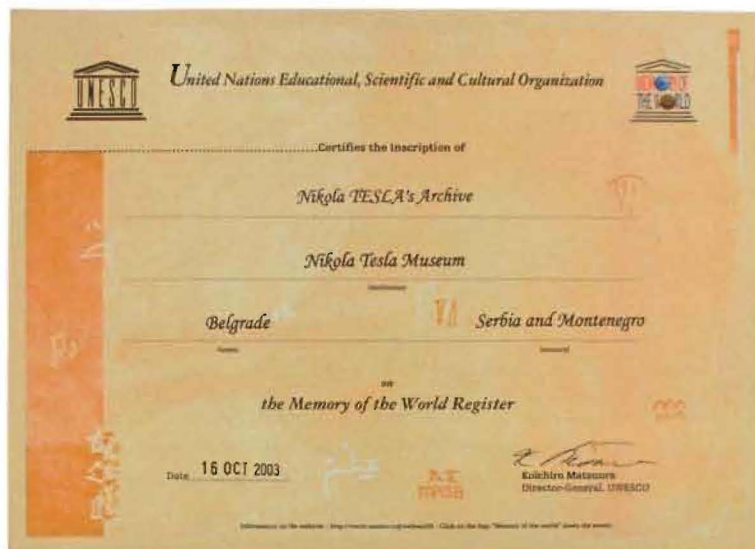 UNESCO
United Nations Educational, Scientific and Cultural Organization
MEMORY OF
THE WORLD
Certifies the inscription of
Nikola TESLA's Archive
Nikola Tesla Museum
Belgrade
Serbia and Montenegro
on
the Memory of the World Register
Date 16 OCT 2003
Koïchiro Matsuura
Director-General, UNESCO